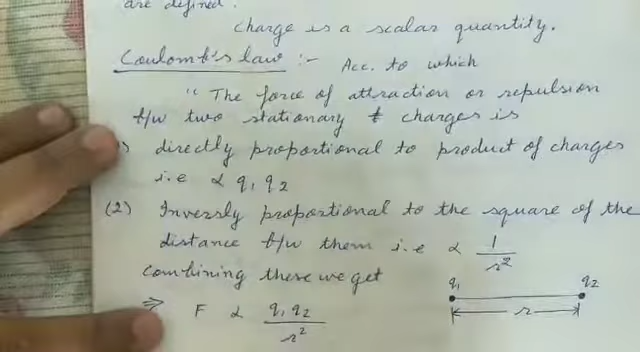 are defined.
Charge is a scalar quantity.
Coulomb's law :- Acc. to which
" The force of attraction or repulsion
b/w two stationary charges is
) directly proportional to product of charges
i.e α q₁ q₂
(2) Inversly proportional to the square of the
distance b/w them i.e α 1/r²
Combining these we get
⇒ F α q₁ q₂/r²
q₁ q₂
r